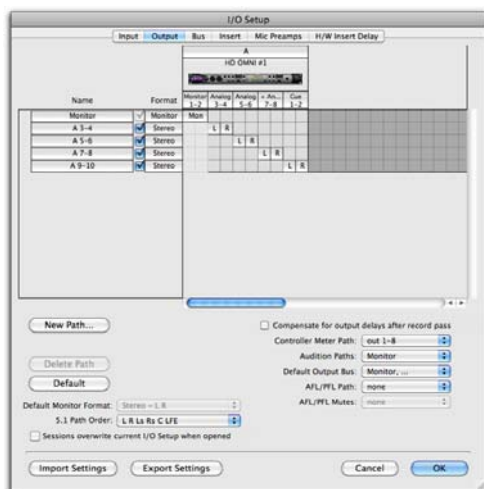 I/O Setup
Input Output Bus Insert Mic Preamps H/W Insert Delay
A
HD OMNI #1
Name Format Monitor Analog Analog + An... Cue
1-2 3-4 5-6 7-8 1-2
Monitor Monitor Mon
A 3-4 Stereo L R
A 5-6 Stereo L R
A 7-8 Stereo L R
A 9-10 Stereo L R
New Path...
Compensate for output delays after record pass
Controller Meter Path: out 1-8
Audition Paths: Monitor
Delete Path
Default Output Bus: Monitor, ...
Default
AFL/PFL Path: none
Default Monitor Format: Stereo - L R
AFL/PFL Mutes: none
5.1 Path Order: L R Ls Rs C LFE
Sessions overwrite current I/O Setup when opened
Import Settings Export Settings Cancel OK